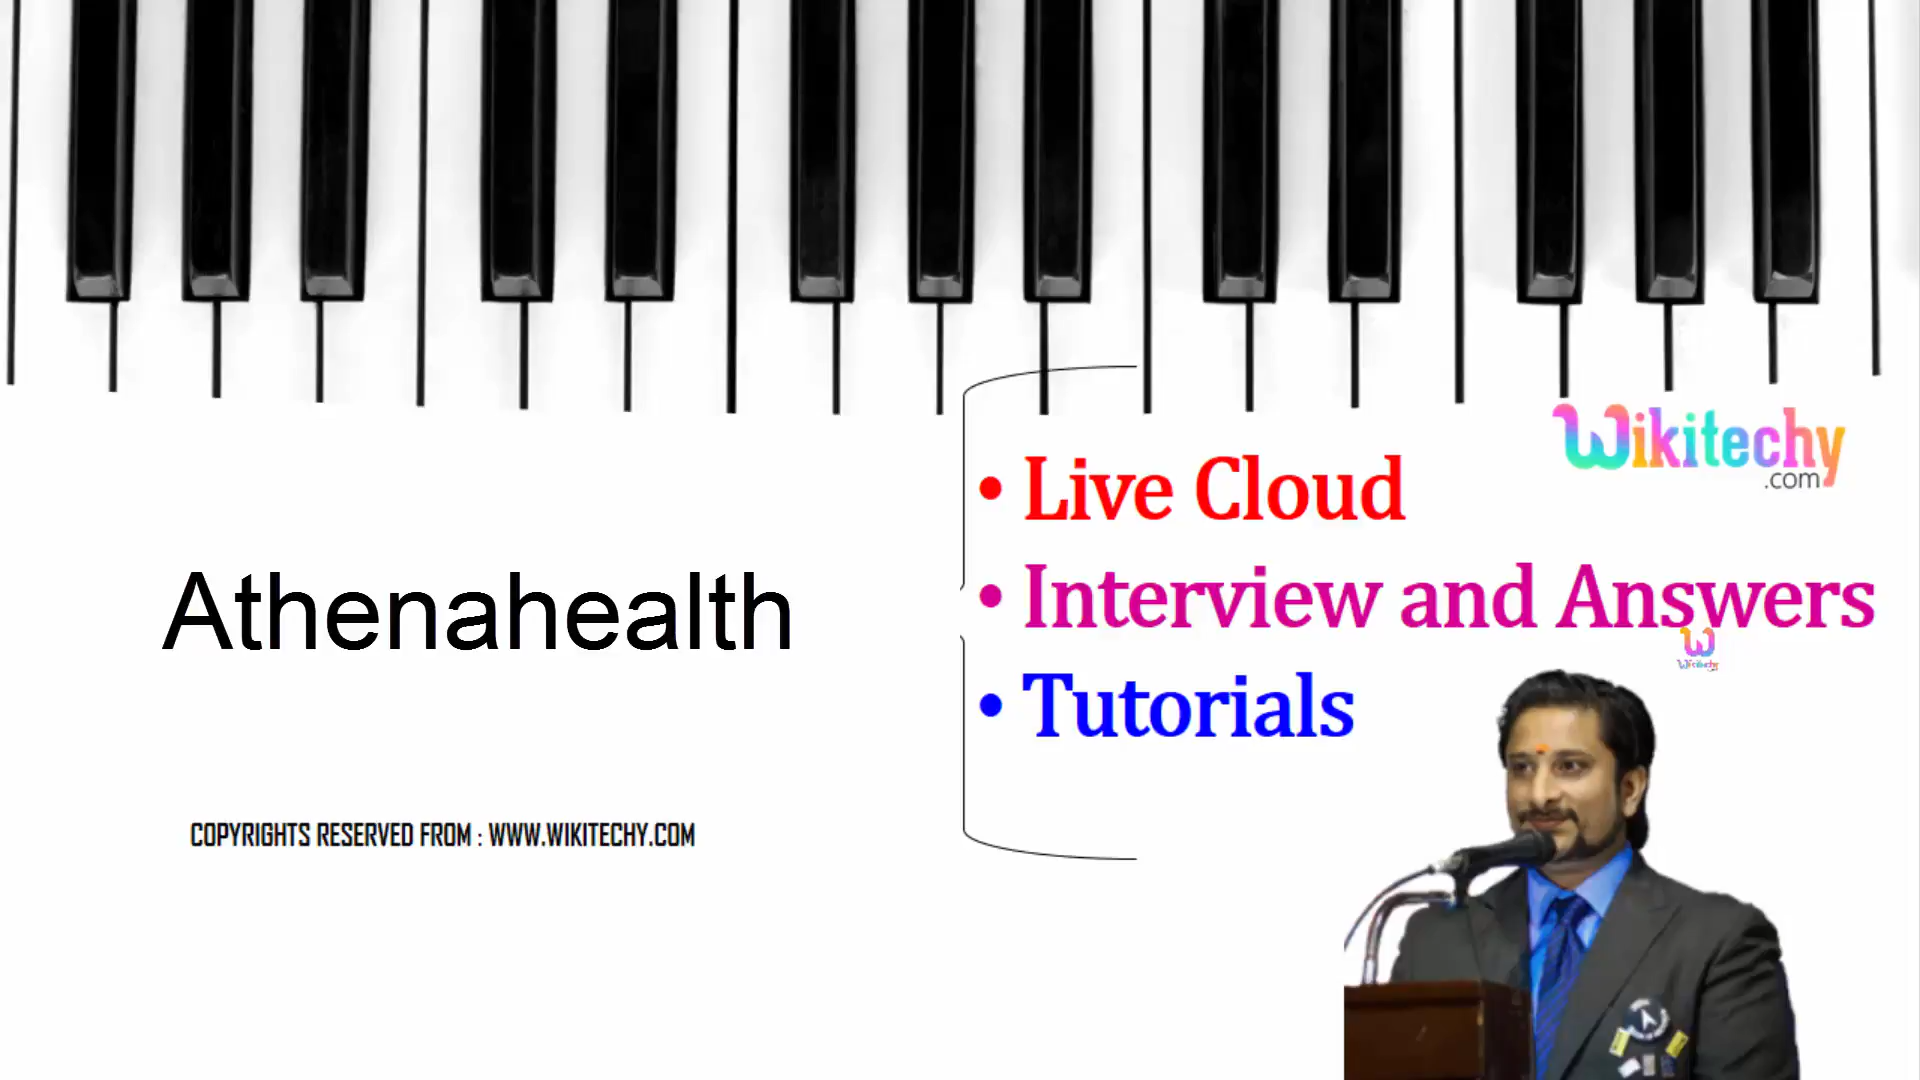 Wikitechy
.com
• Live Cloud
• Interview and Answers
• Tutorials
Athenahealth
COPYRIGHTS RESERVED FROM : WWW.WIKITECHY.COM